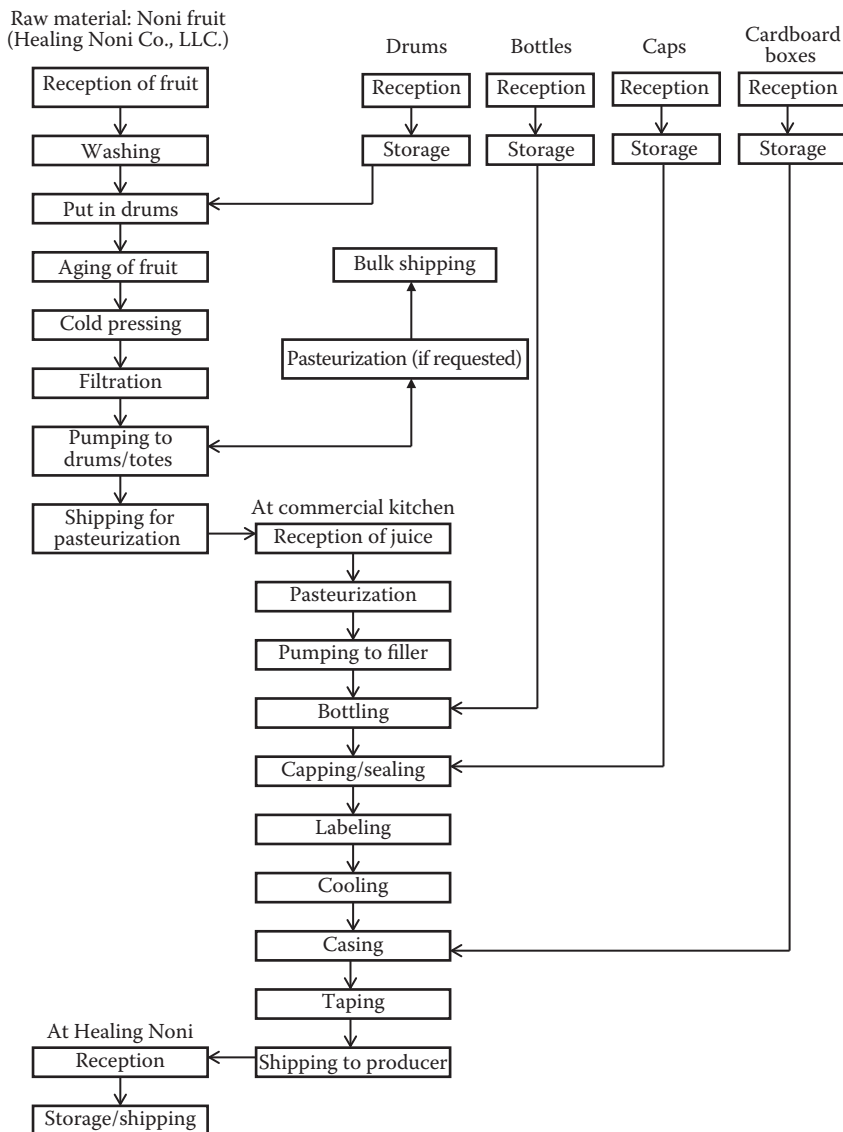 Raw material: Noni fruit
(Healing Noni Co., LLC.)
Reception of fruit
Washing
Put in drums
Aging of fruit
Cold pressing
Filtration
Pumping to
drums/totes
Shipping for
pasteurization
Drums
Reception
Storage
Bottles
Reception
Storage
Caps
Reception
Storage
Cardboard
boxes
Reception
Storage
Bulk shipping
Pasteurization (if requested)
At commercial kitchen
Reception of juice
Pasteurization
Pumping to filler
Bottling
Capping/sealing
Labeling
Cooling
Casing
Taping
Shipping to producer
At Healing Noni
Reception
Storage/shipping